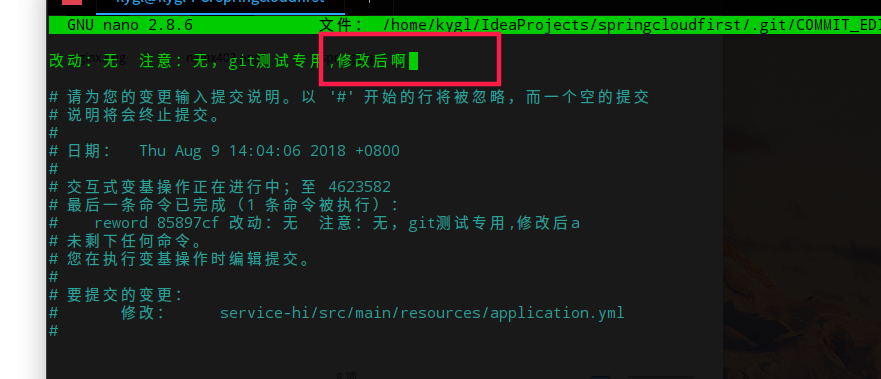 GNU nano 2.8.6 文件： /home/kygl/IdeaProjects/springcloudfirst/.git/COMMIT_EDI
改动：无 注意：无，git测试专用,修改后啊
# 请为您的变更输入提交说明。以 '#' 开始的行将被忽略，而一个空的提交
# 说明将会终止提交。
#
# 日期： Thu Aug 9 14:04:06 2018 +0800
#
# 交互式变基操作正在进行中；至 4623582
# 最后一条命令已完成（1 条命令被执行）：
# reword 85897cf 改动：无 注意：无，git测试专用,修改后a
# 未剩下任何命令。
# 您在执行变基操作时编辑提交。
#
# 要提交的变更：
# 修改： service-hi/src/main/resources/application.yml
#